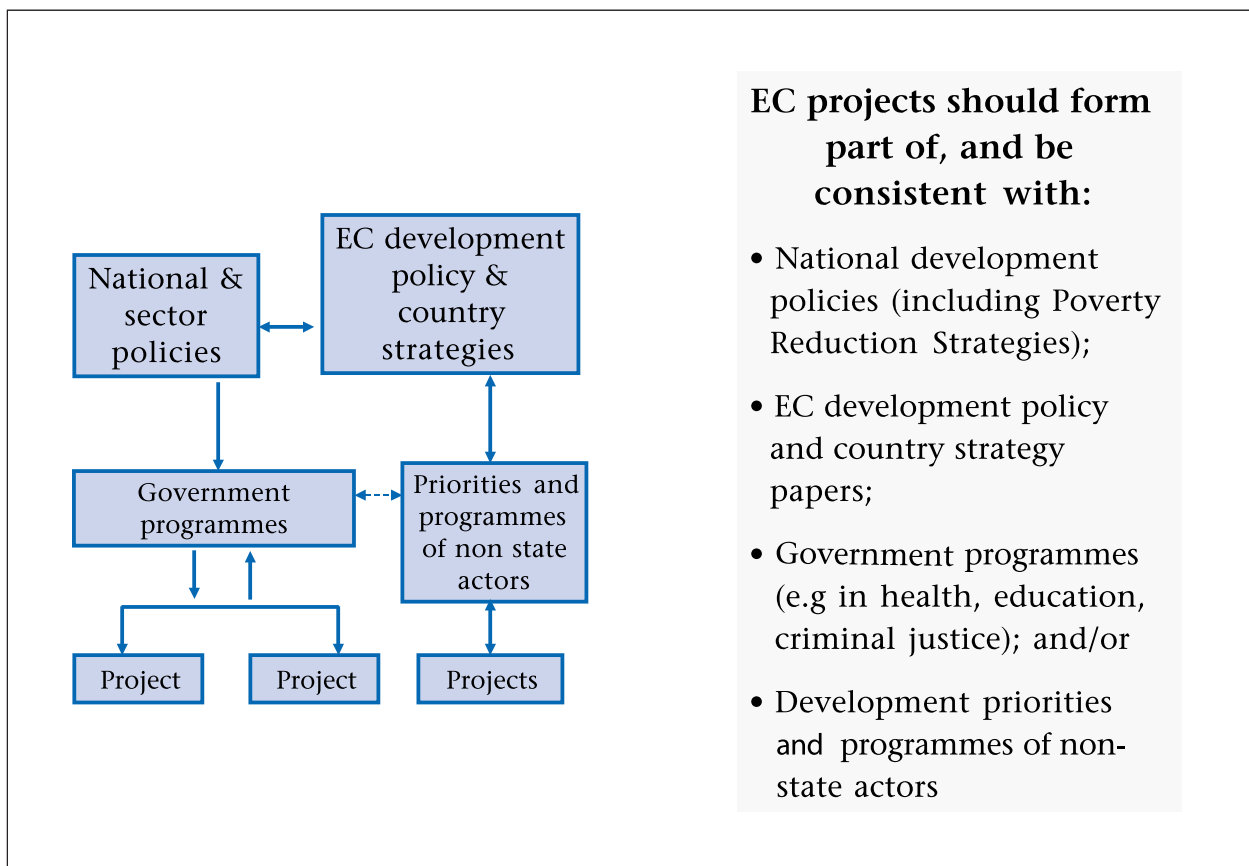 National &
sector
policies
EC development
policy &
country
strategies
Government
programmes
Priorities and
programmes
of non state
actors
Project
Project
Projects
EC projects should form
part of, and be
consistent with:
• National development
policies (including Poverty
Reduction Strategies);
• EC development policy
and country strategy
papers;
• Government programmes
(e.g in health, education,
criminal justice); and/or
• Development priorities
and programmes of non-
state actors